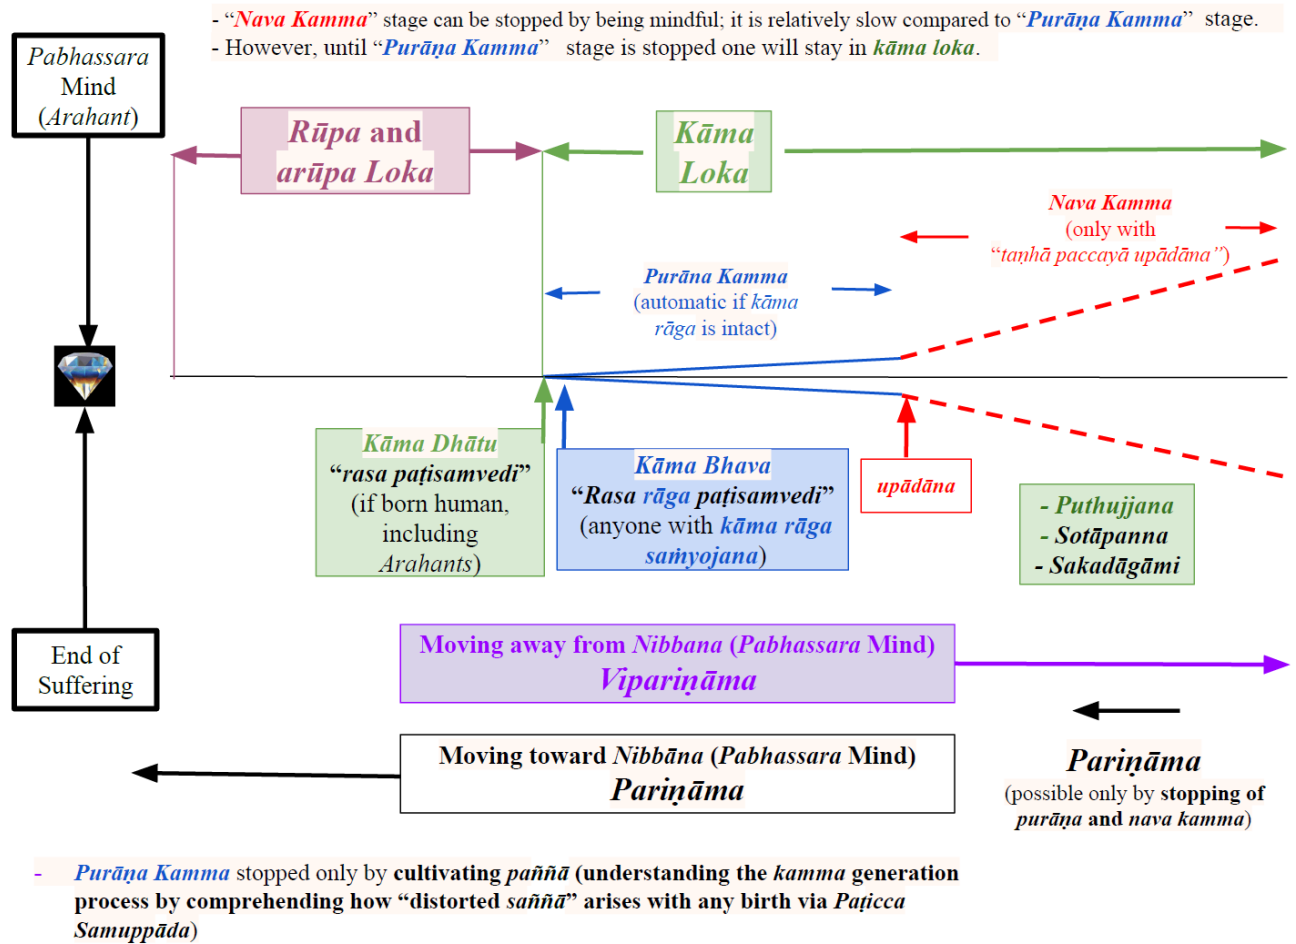 - “Nava Kamma” stage can be stopped by being mindful; it is relatively slow compared to “Purāṇa Kamma” stage.
- However, until “Purāṇa Kamma” stage is stopped one will stay in kāma loka.
Pabhassara
Mind
(Arahant)
Rūpa and
arūpa Loka
Kāma
Loka
Nava Kamma
(only with
“taṇhā paccayā upādāna”)
Purāna Kamma
(automatic if kāma
rāga is intact)
Kāma Dhātu
“rasa paṭisamvedi”
(if born human,
including
Arahants)
Kāma Bhava
“Rasa rāga paṭisamvedi”
(anyone with kāma rāga
saṁyojana)
upādāna
- Puthujjana
- Sotāpanna
- Sakadāgāmi
End of
Suffering
Moving away from Nibbana (Pabhassara Mind)
Vipariṇāma
Moving toward Nibbāna (Pabhassara Mind)
Pariṇāma
Pariṇāma
(possible only by stopping of
purāṇa and nava kamma)
- Purāṇa Kamma stopped only by cultivating paññā (understanding the kamma generation
process by comprehending how “distorted saññā” arises with any birth via Paṭicca
Samuppāda)